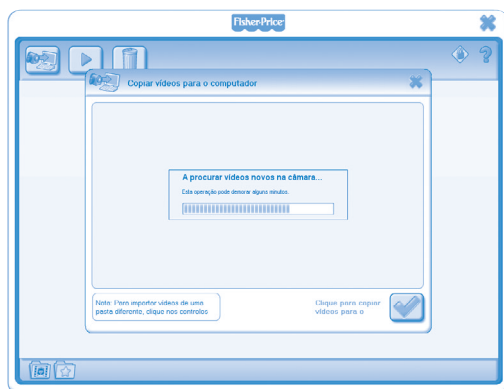 Fisher-Price
Copiar vídeos para o computador
A procurar vídeos novos na câmara...
Esta operação pode demorar alguns minutos.
Nota: Para importar vídeos de uma
pasta diferente, clique nos controlos
Clique para copiar
vídeos para o